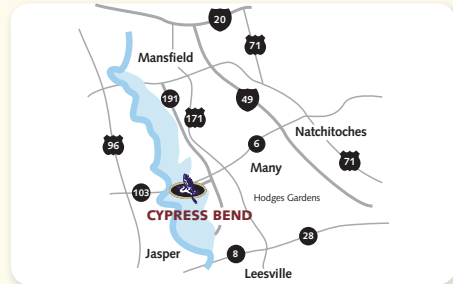 20
71
Mansfield
191
49
171
Natchitoches
96
6
71
Many
103
Hodges Gardens
CYPRESS BEND
28
Jasper
8
Leesville